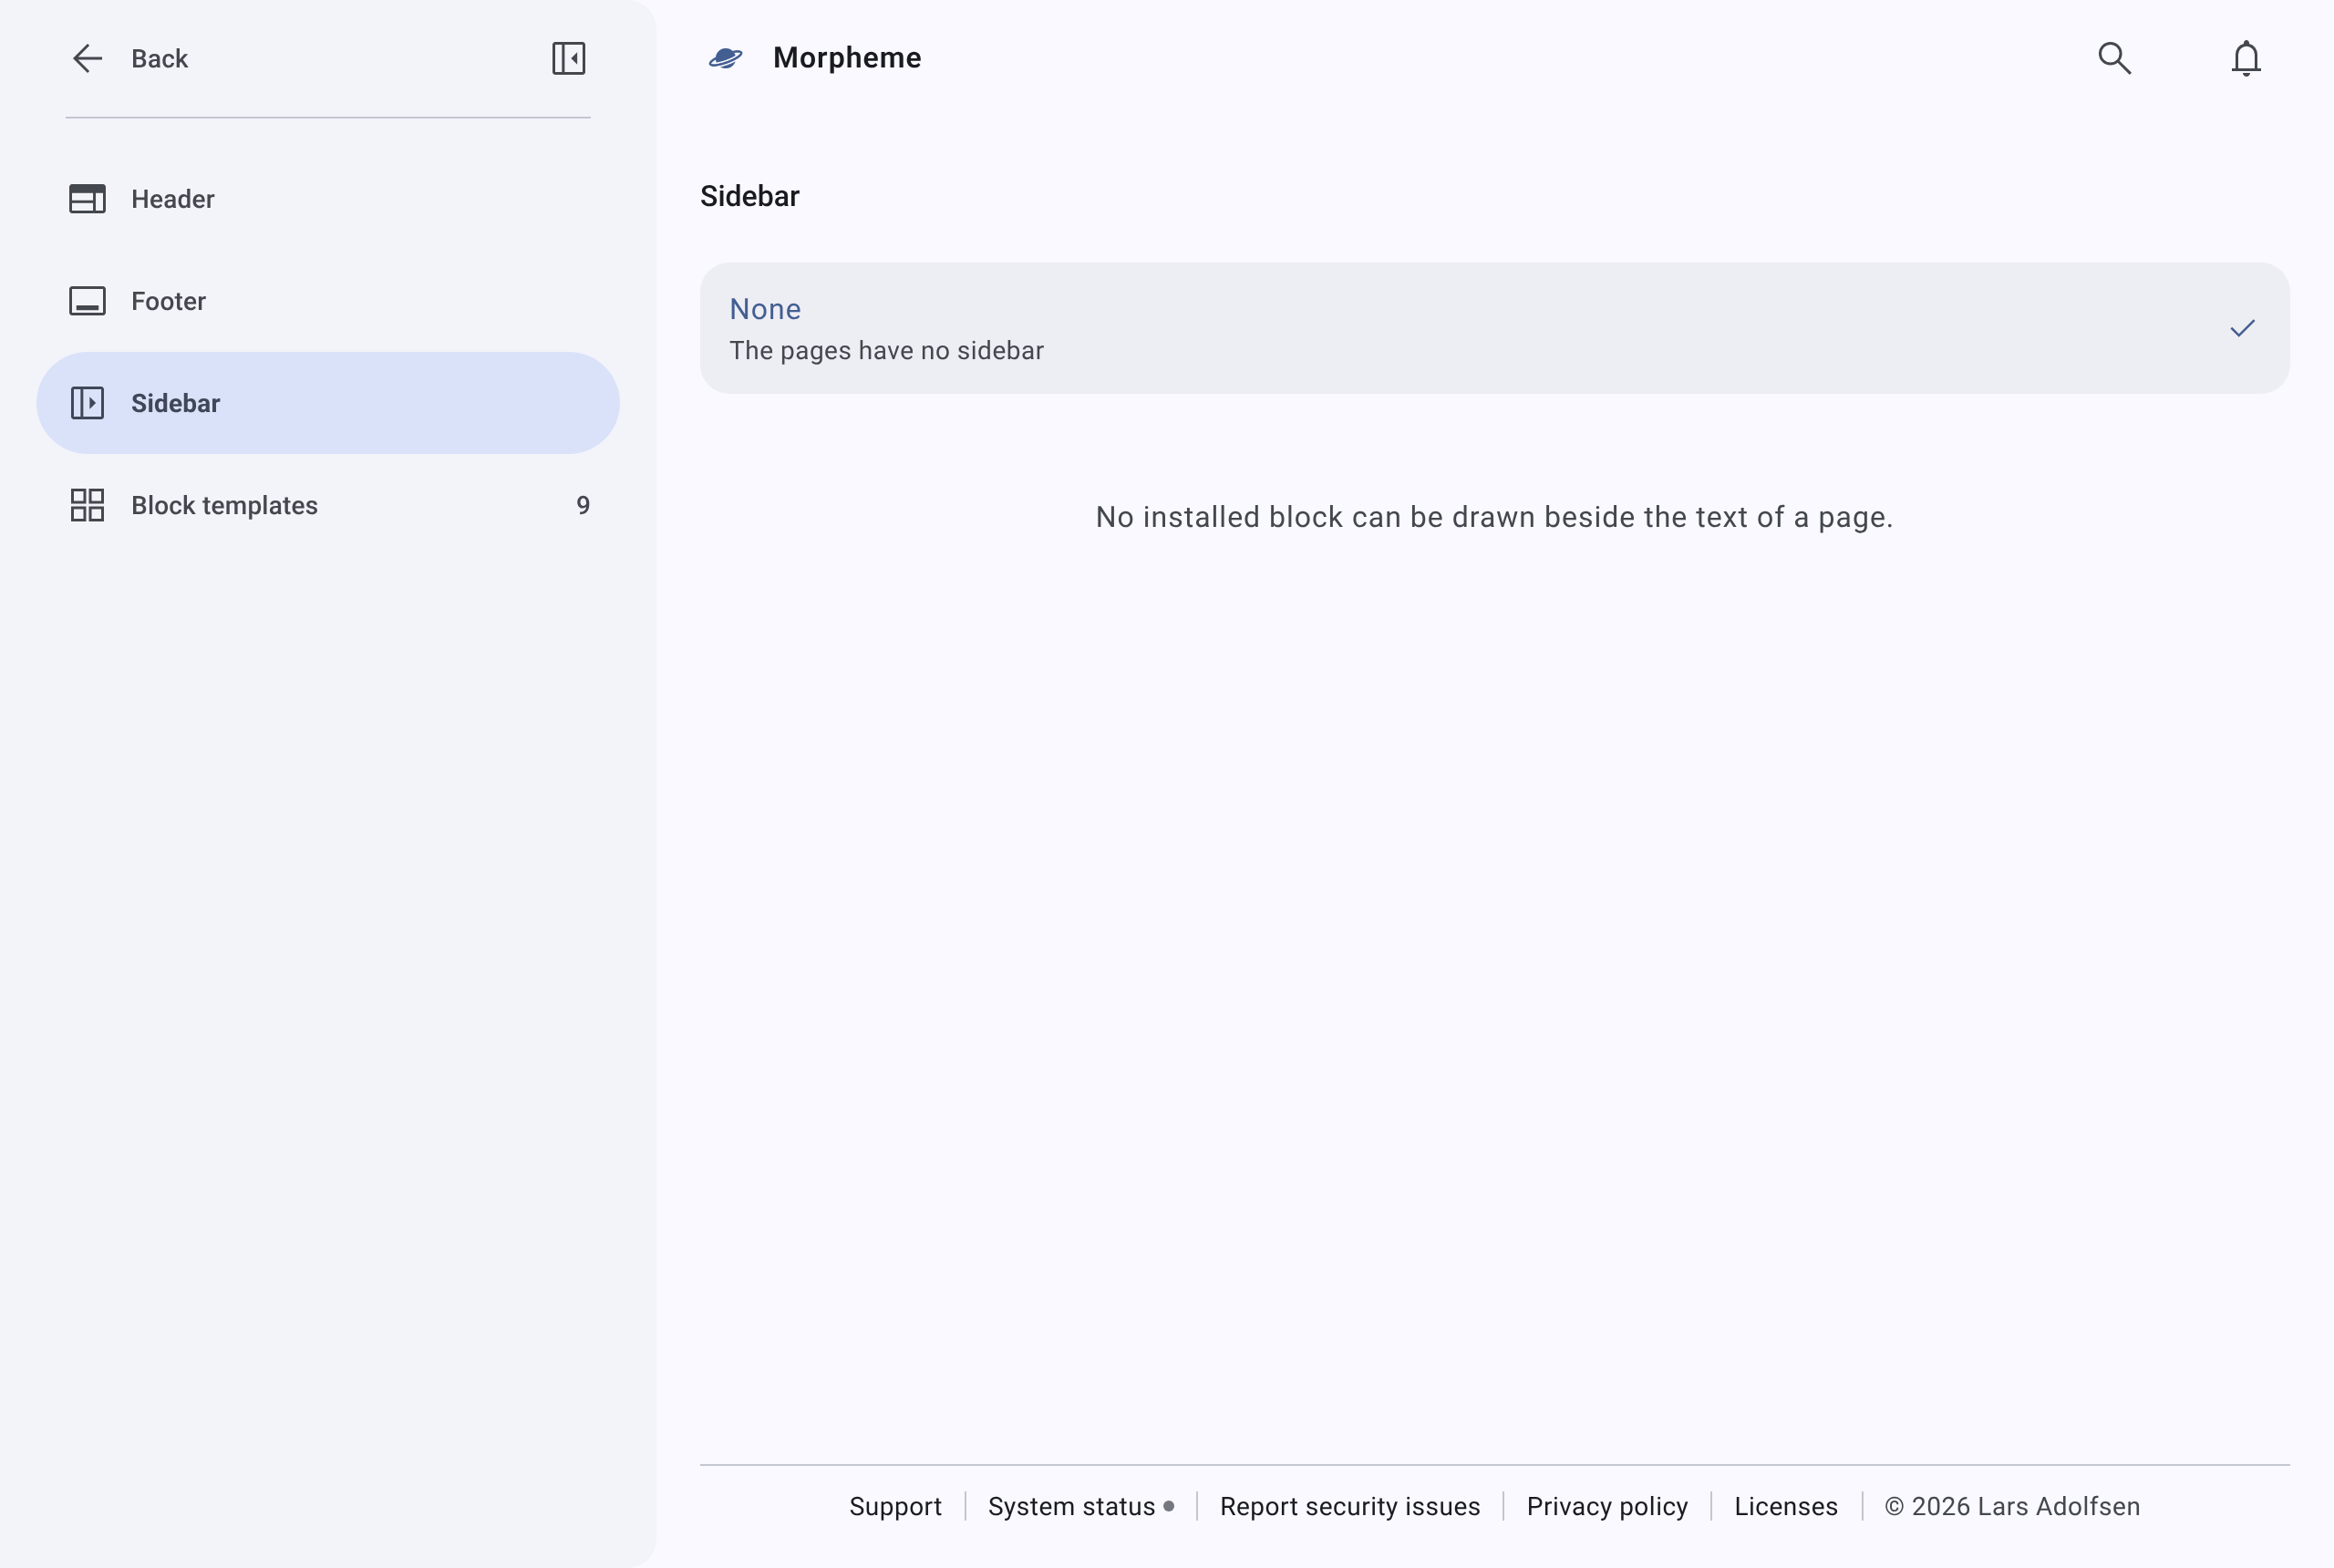 Back
Morpheme
Header
Footer
Sidebar
Block templates 9
Sidebar
None
The pages have no sidebar
No installed block can be drawn beside the text of a page.
Support
System status
Report security issues
Privacy policy
Licenses
© 2026 Lars Adolfsen